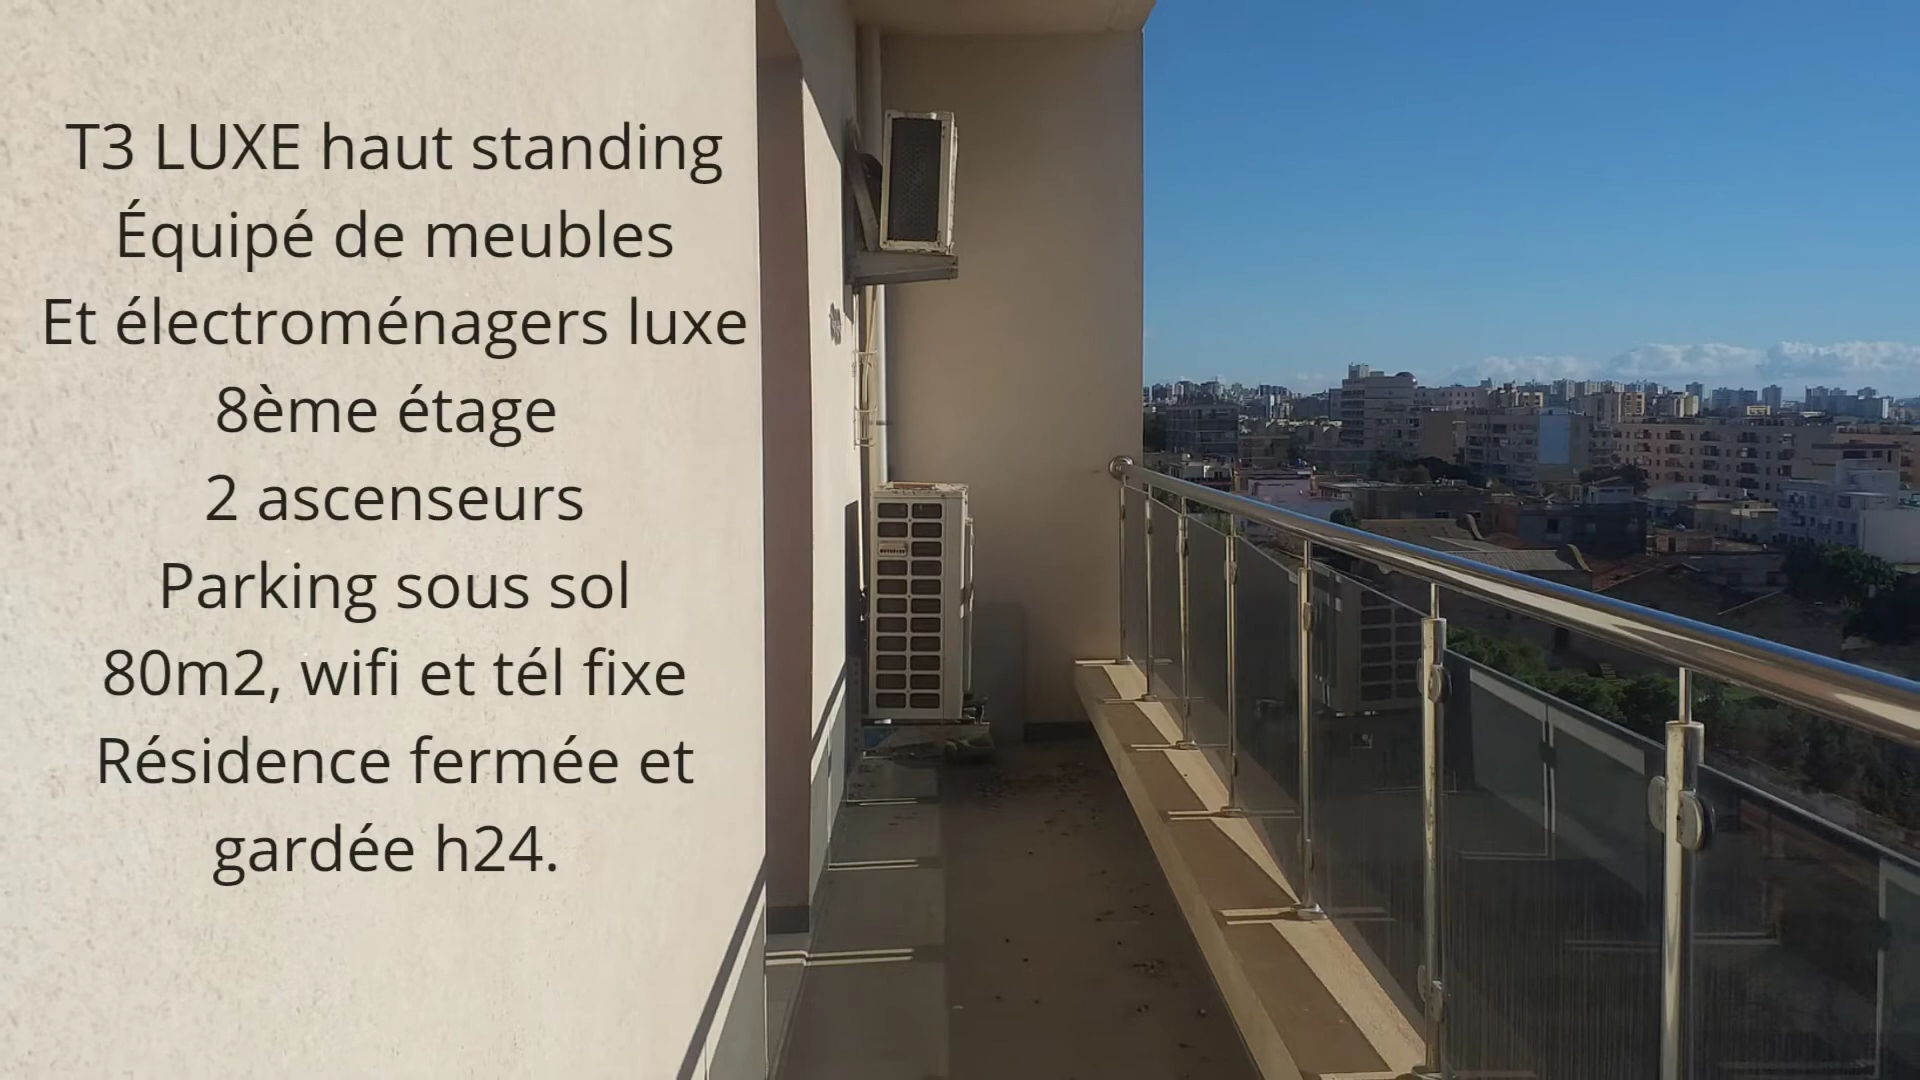 T3 LUXE haut standing
Équipé de meubles
Et électroménagers luxe
8ème étage
2 ascenseurs
Parking sous sol
80m2, wifi et tél fixe
Résidence fermée et
gardée h24.